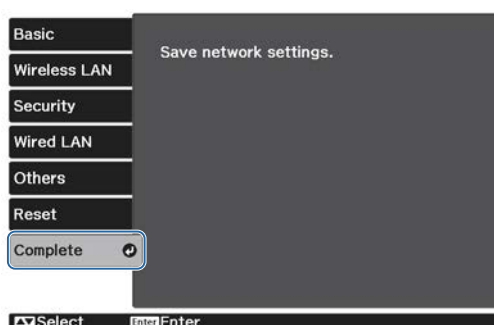 Basic
Wireless LAN
Security
Wired LAN
Others
Reset
Complete
Save network settings.
Select Enter Enter